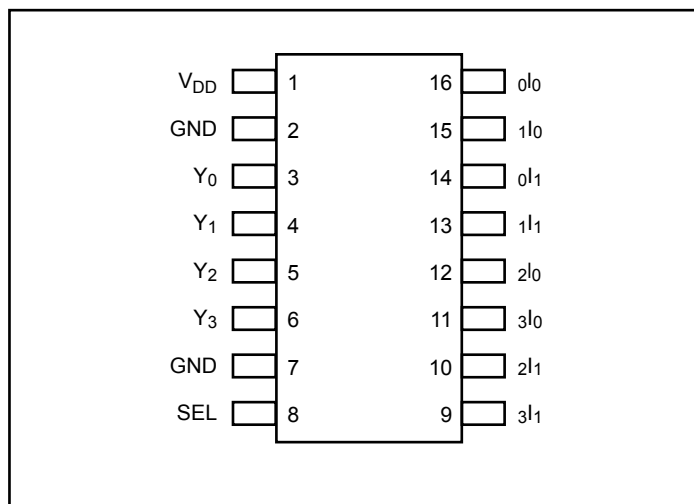 VDD 1 16 0I0
GND 2 15 1I0
Y0 3 14 0I1
Y1 4 13 1I1
Y2 5 12 2I0
Y3 6 11 3I0
GND 7 10 2I1
SEL 8 9 3I1